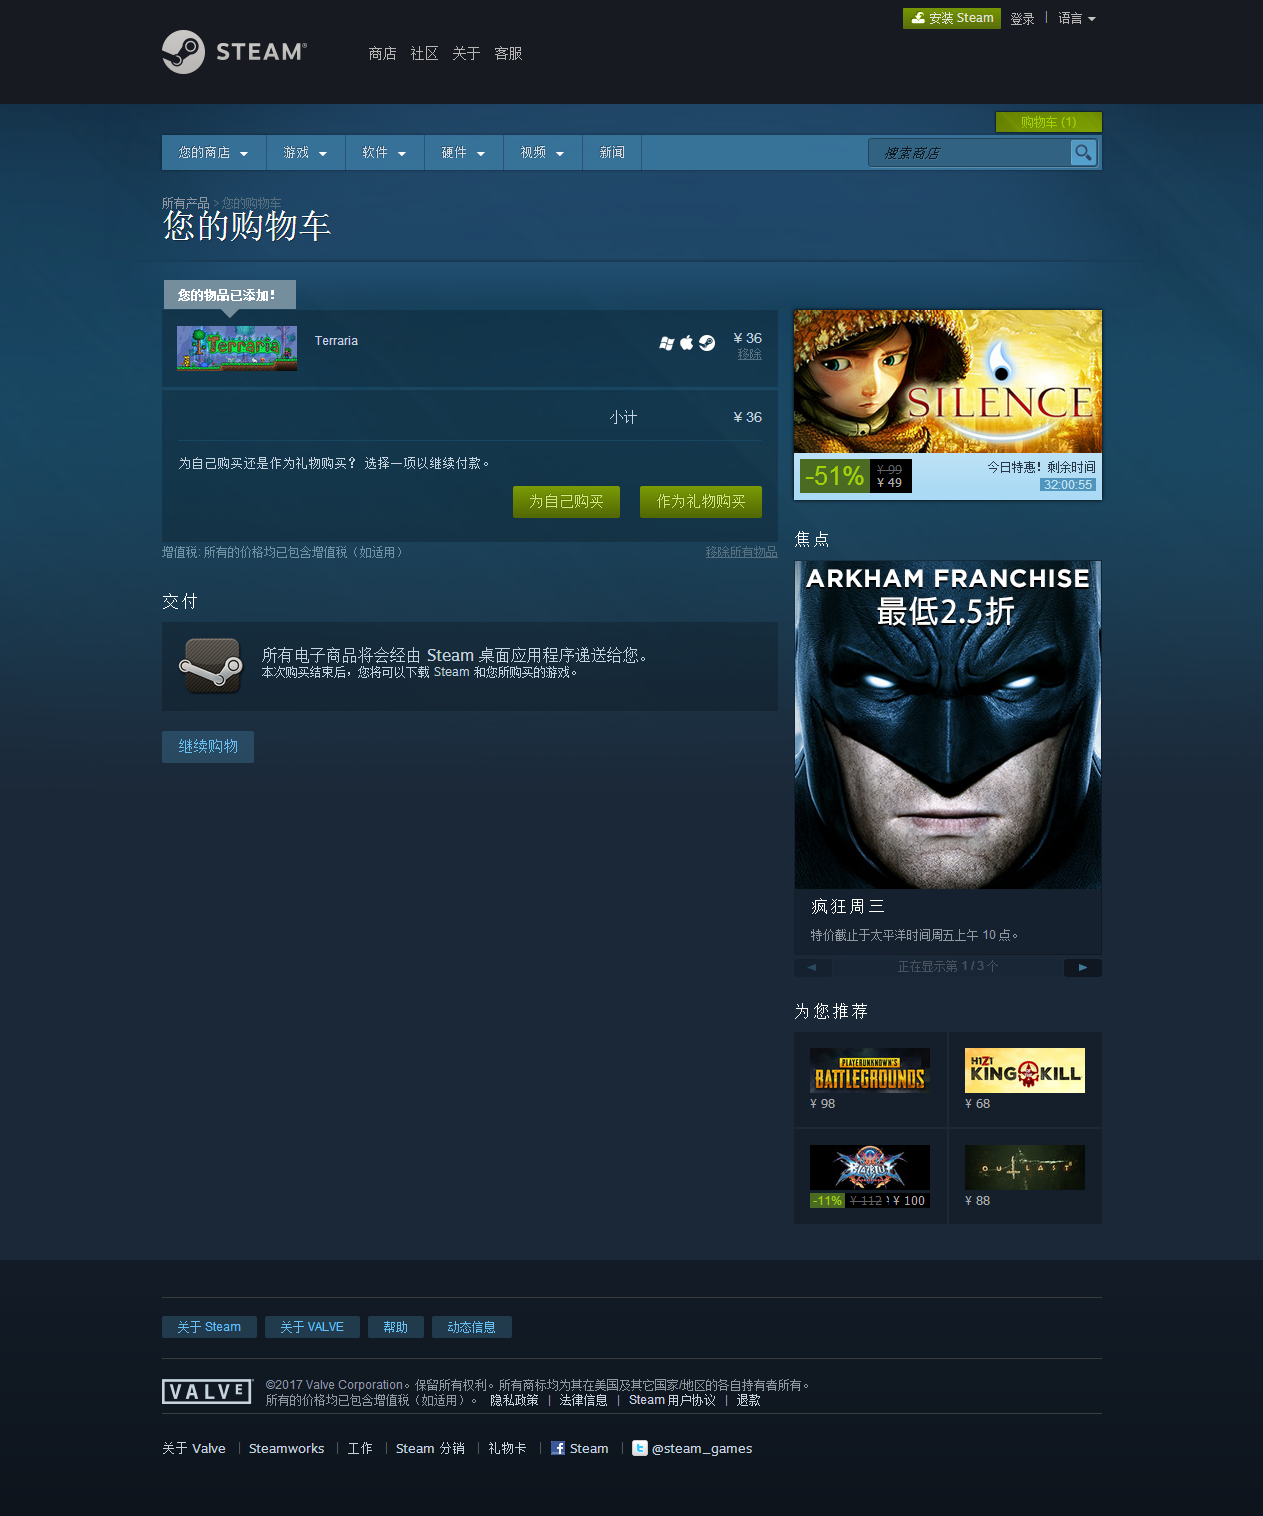 安装 Steam 登录 | 语言
STEAM®
商店 社区 关于 客服
购物车 (1)
您的商店 游戏 软件 硬件 视频 新闻 搜索商店
所有产品 > 您的购物车
您的购物车
您的物品已添加！
Terraria
Terraria
¥ 36
移除
小计 ¥ 36
为自己购买还是作为礼物购买？ 选择一项以继续付款。
为自己购买 作为礼物购买
增值税: 所有的价格均已包含增值税（如适用） 移除所有物品
交付
所有电子商品将会经由 Steam 桌面应用程序递送给您。
本次购买结束后，您将可以下载 Steam 和您所购买的游戏。
继续购物
SILENCE
-51% ¥ 99 ¥ 49
今日特惠！剩余时间
32:00:55
焦点
ARKHAM FRANCHISE
最低2.5折
疯狂周三
特价截止于太平洋时间周五上午 10 点。
正在显示第 1 / 3 个
为您推荐
PLAYERUNKNOWN'S
BATTLEGROUNDS
¥ 98
H1Z1
KING KILL
¥ 68
BLAZBLUE
-11% ¥ 112 ¥ 100
OUTLAST
¥ 88
关于 Steam 关于 VALVE 帮助 动态信息
VALVE
©2017 Valve Corporation。保留所有权利。所有商标均为其在美国及其它国家/地区的各自持有者所有。
所有的价格均已包含增值税（如适用）。 隐私政策 | 法律信息 | Steam 用户协议 | 退款
关于 Valve | Steamworks | 工作 | Steam 分销 | 礼物卡 | Steam | @steam_games